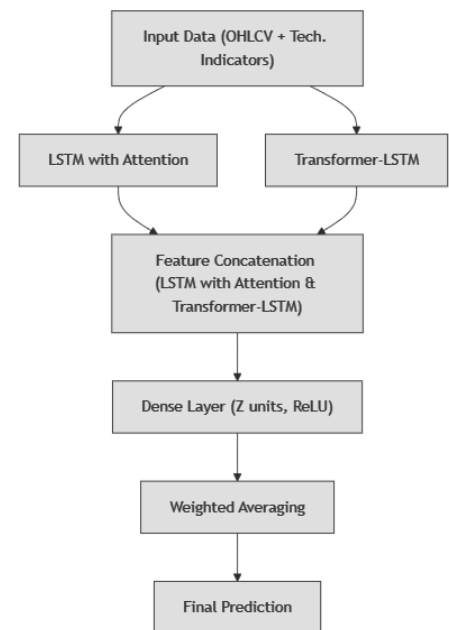 Input Data (OHLCV + Tech.
Indicators)
LSTM with Attention
Transformer-LSTM
Feature Concatenation
(LSTM with Attention &
Transformer-LSTM)
Dense Layer (Z units, ReLU)
Weighted Averaging
Final Prediction